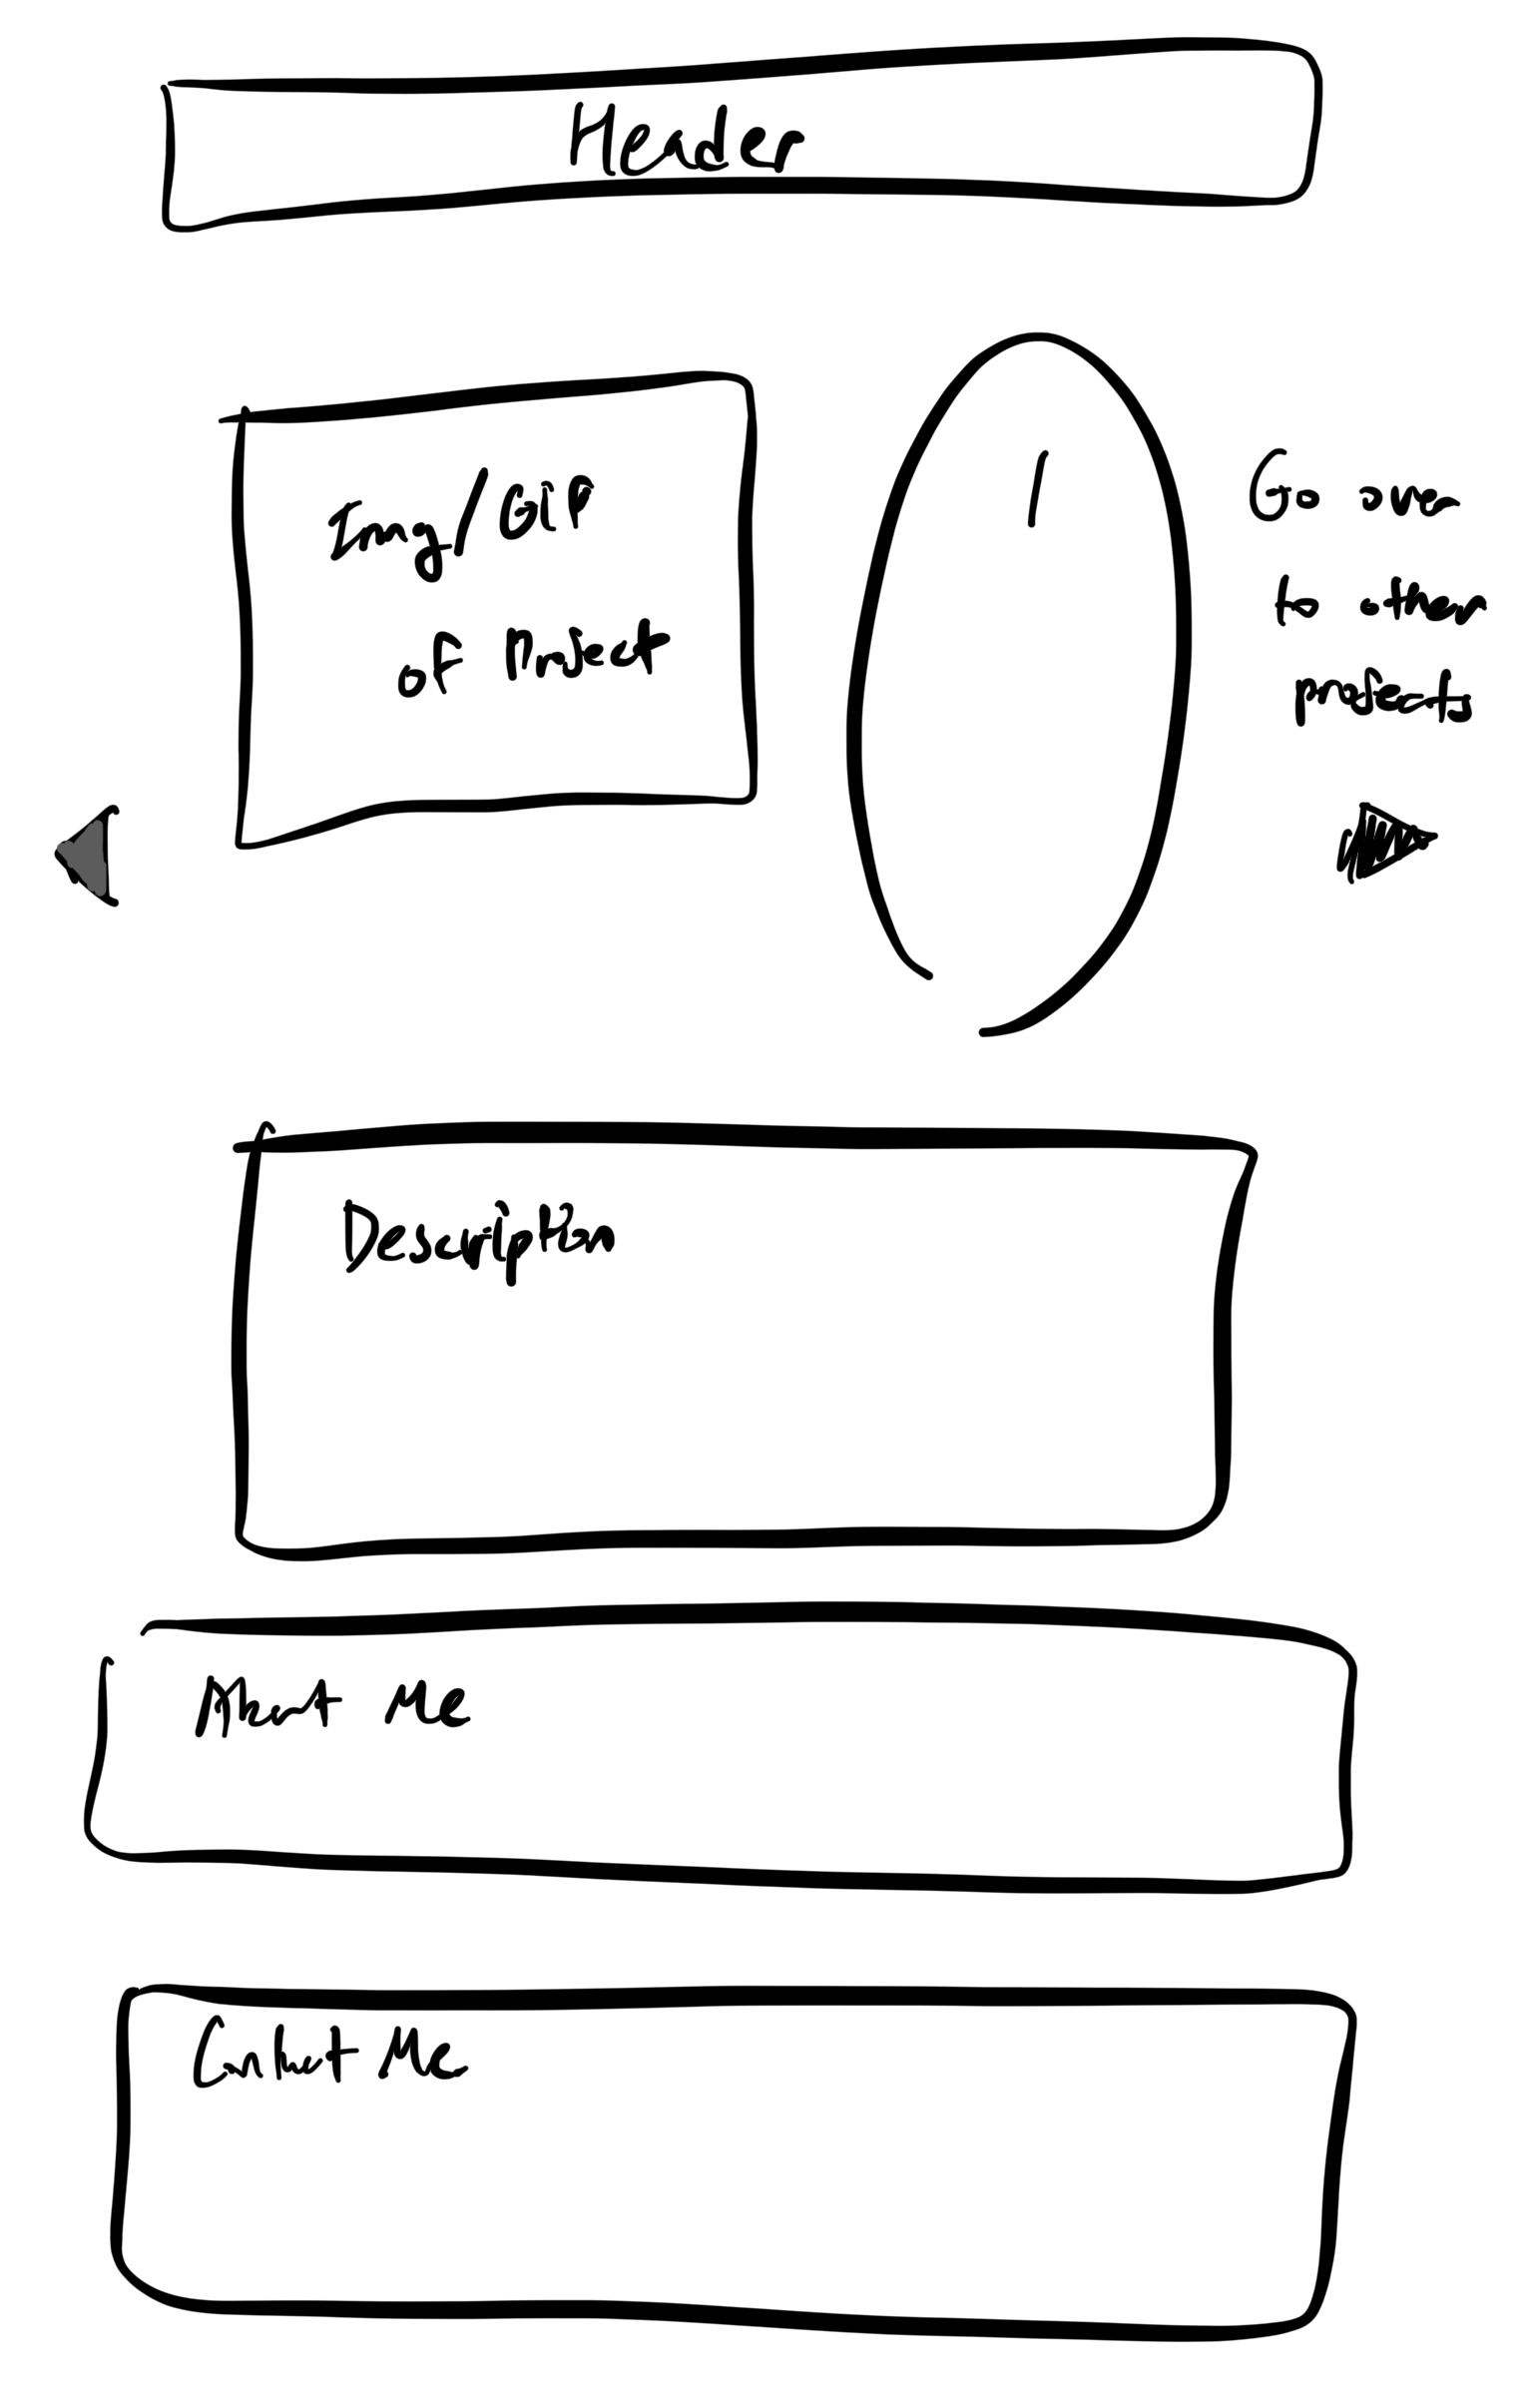 Header
Img/GIF
of Project
Go over
to other
projects
Description
About Me
Contact Me